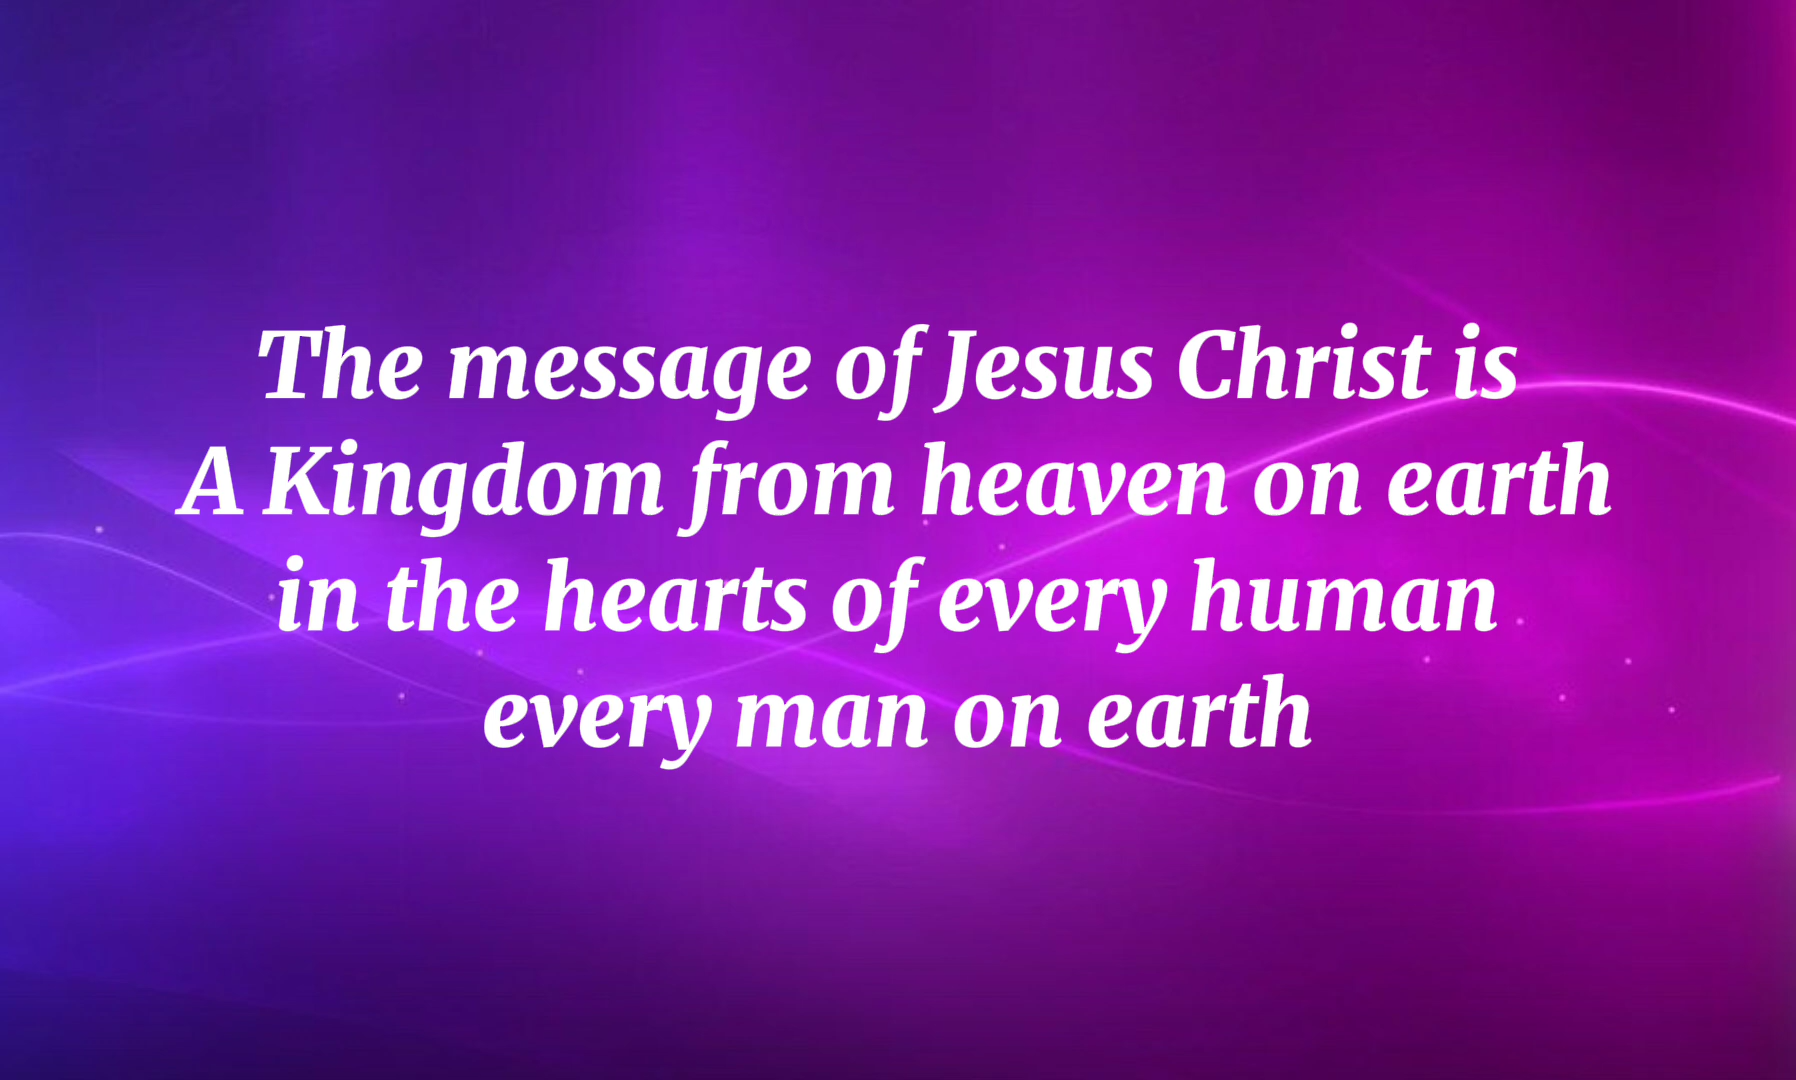 The message of Jesus Christ is
A Kingdom from heaven on earth
in the hearts of every human
every man on earth